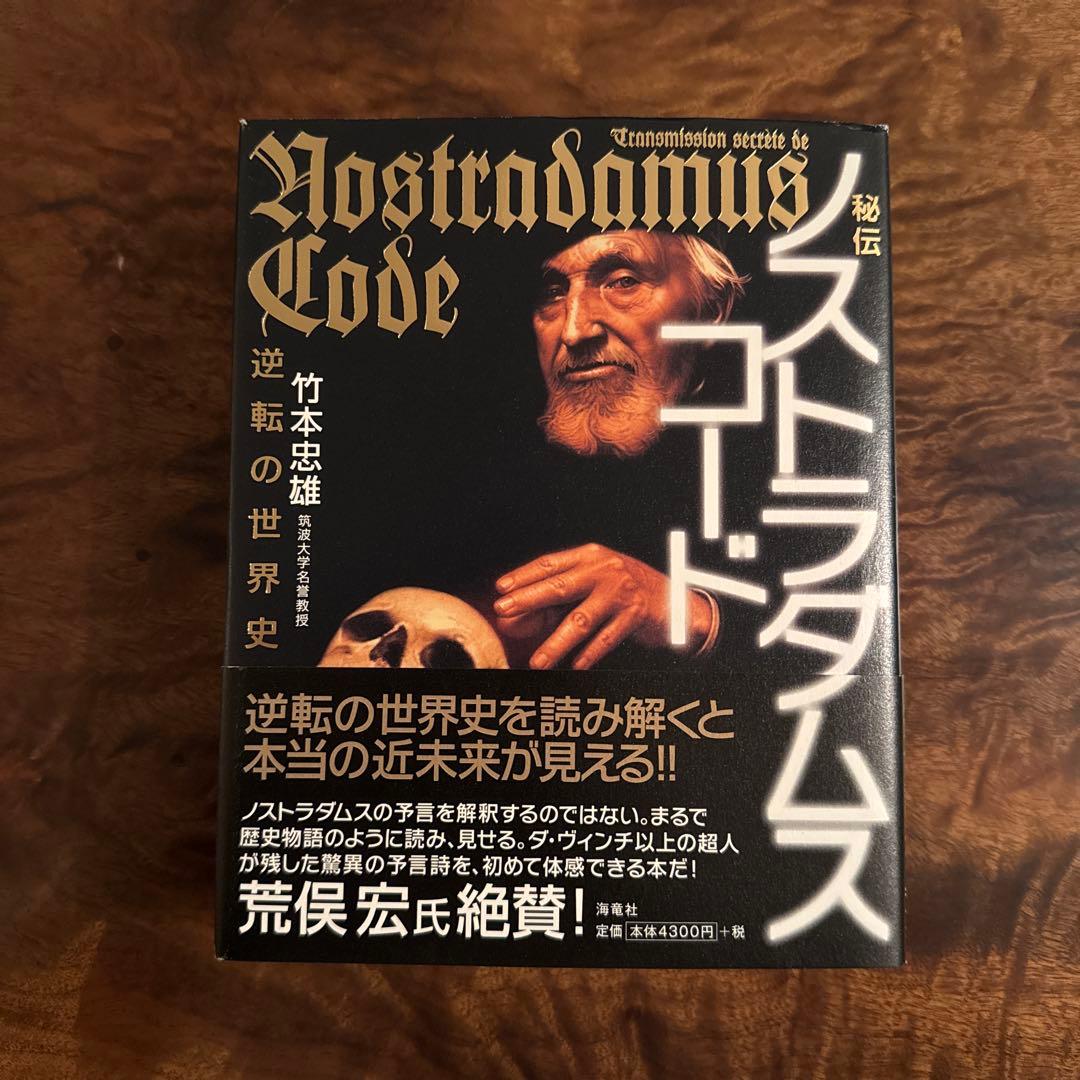 Transmission secrète de
Nostradamus
Code
秘伝
ノストラダムス
コード
逆転の世界史
竹本忠雄
筑波大学名誉教授
逆転の世界史を読み解くと
本当の近未来が見える!!
ノストラダムスの予言を解釈するのではない。まるで
歴史物語のように読み、見せる。ダ・ヴィンチ以上の超人
が残した驚異の予言詩を、初めて体感できる本だ!
荒俣 宏氏 絶賛!
海竜社
定価 本体4300円 +税